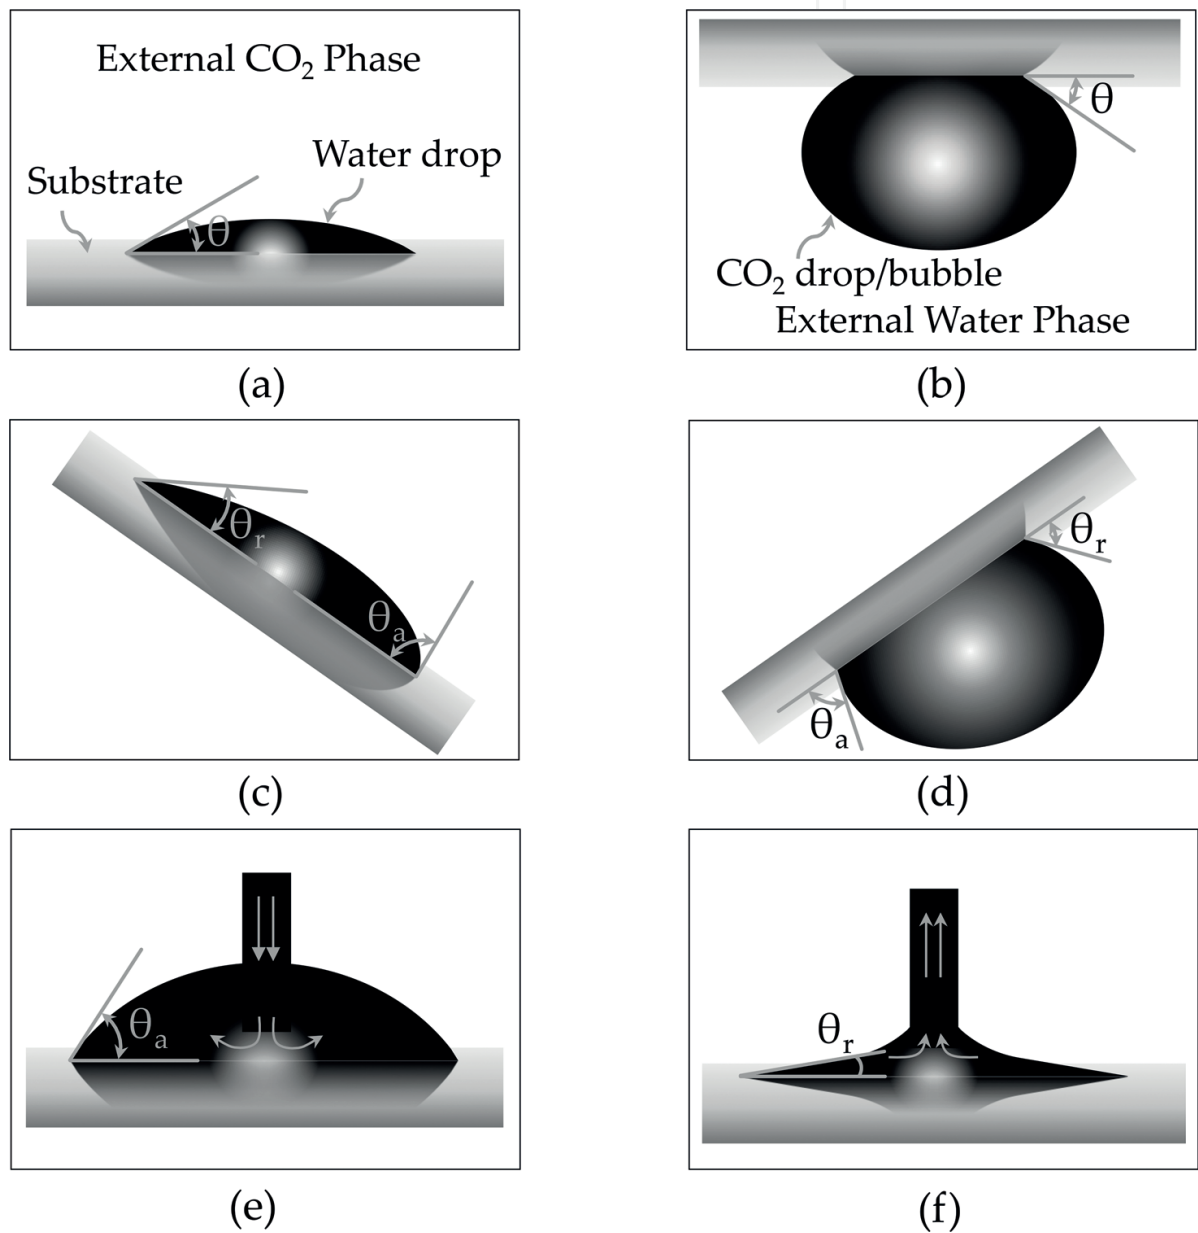 External CO₂ Phase
Water drop
Substrate
θ
(a)
θ
CO₂ drop/bubble
External Water Phase
(b)
θr
θa
(c)
θr
θa
(d)
θa
(e)
θr
(f)